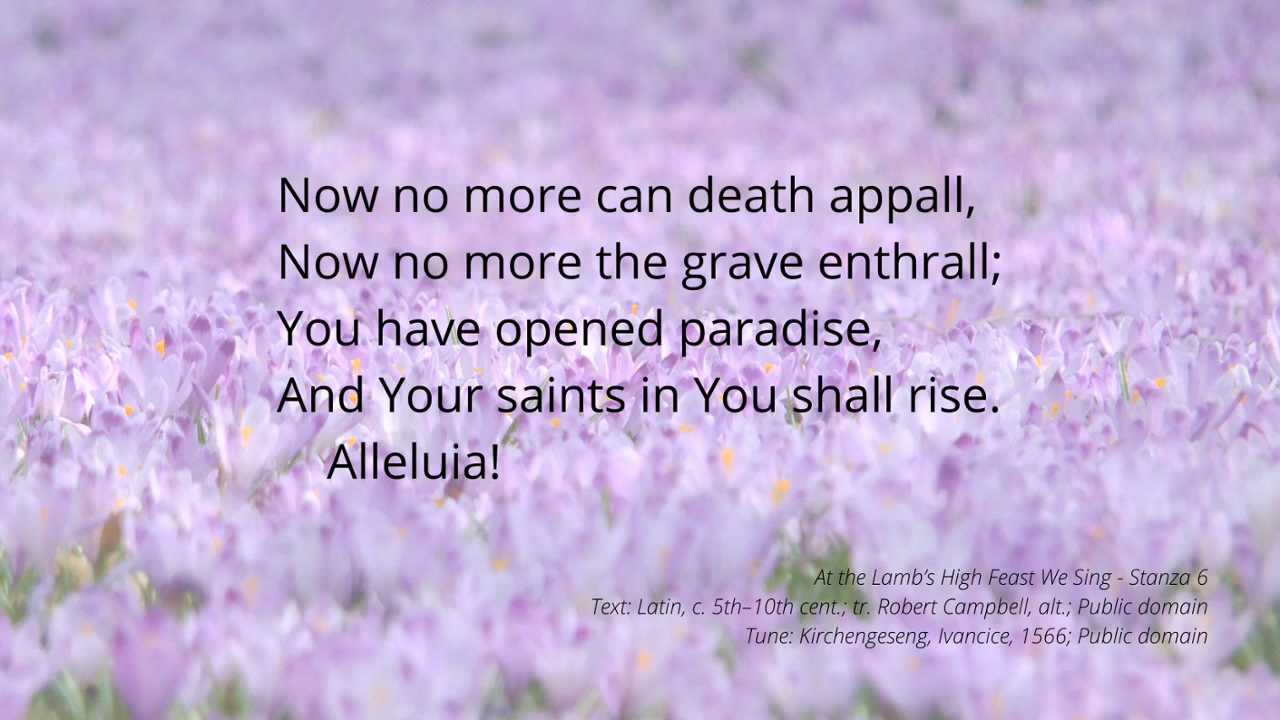 Now no more can death appall,
Now no more the grave enthrall;
You have opened paradise,
And Your saints in You shall rise.
Alleluia!
At the Lamb’s High Feast We Sing - Stanza 6
Text: Latin, c. 5th–10th cent.; tr. Robert Campbell, alt.; Public domain
Tune: Kirchengeseng, Ivancice, 1566; Public domain